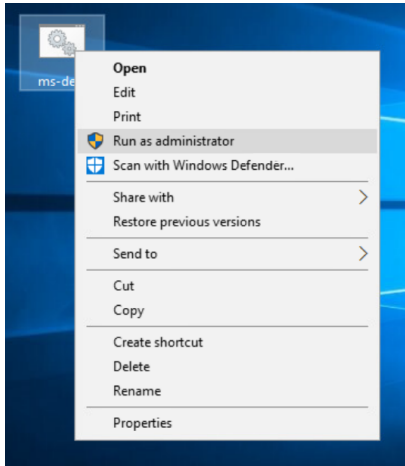 ms-de
Open
Edit
Print
Run as administrator
Scan with Windows Defender...
Share with
Restore previous versions
Send to
Cut
Copy
Create shortcut
Delete
Rename
Properties